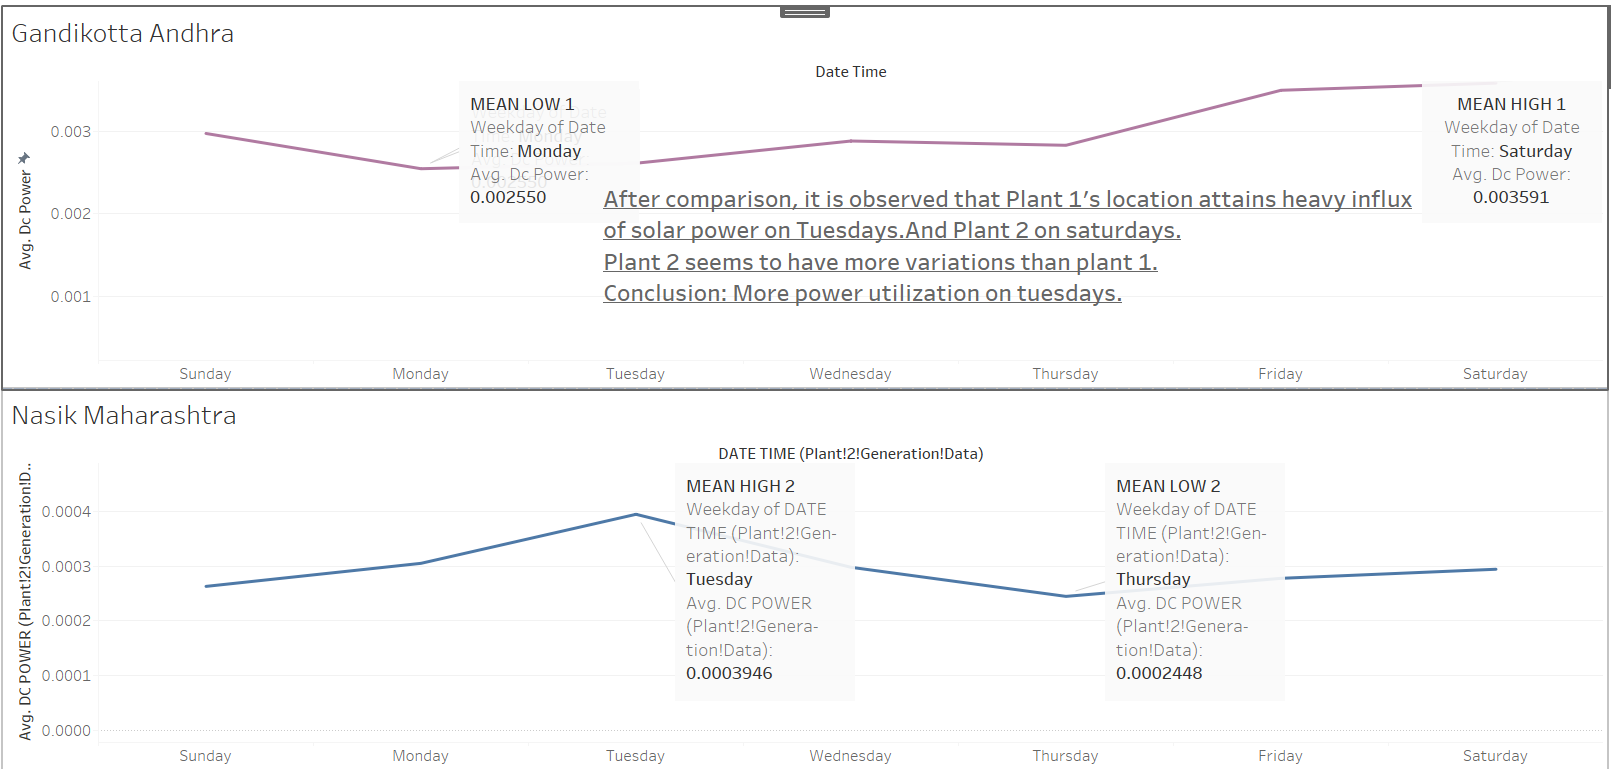 Gandikotta Andhra
Date Time
Avg. Dc Power
0.003
0.002
0.001
MEAN LOW 1
Weekday of Date
Time: Monday
Avg. Dc Power:
0.002550
MEAN HIGH 1
Weekday of Date
Time: Saturday
Avg. Dc Power:
0.003591
After comparison, it is observed that Plant 1’s location attains heavy influx
of solar power on Tuesdays.And Plant 2 on saturdays.
Plant 2 seems to have more variations than plant 1.
Conclusion: More power utilization on tuesdays.
Sunday Monday Tuesday Wednesday Thursday Friday Saturday
Nasik Maharashtra
DATE TIME (Plant!2!Generation!Data)
Avg. DC POWER (Plant!2!Generation!D..
0.0004
0.0003
0.0002
0.0001
0.0000
MEAN HIGH 2
Weekday of DATE
TIME (Plant!2!Gen-
eration!Data):
Tuesday
Avg. DC POWER
(Plant!2!Genera-
tion!Data):
0.0003946
MEAN LOW 2
Weekday of DATE
TIME (Plant!2!Gen-
eration!Data):
Thursday
Avg. DC POWER
(Plant!2!Genera-
tion!Data):
0.0002448
Sunday Monday Tuesday Wednesday Thursday Friday Saturday